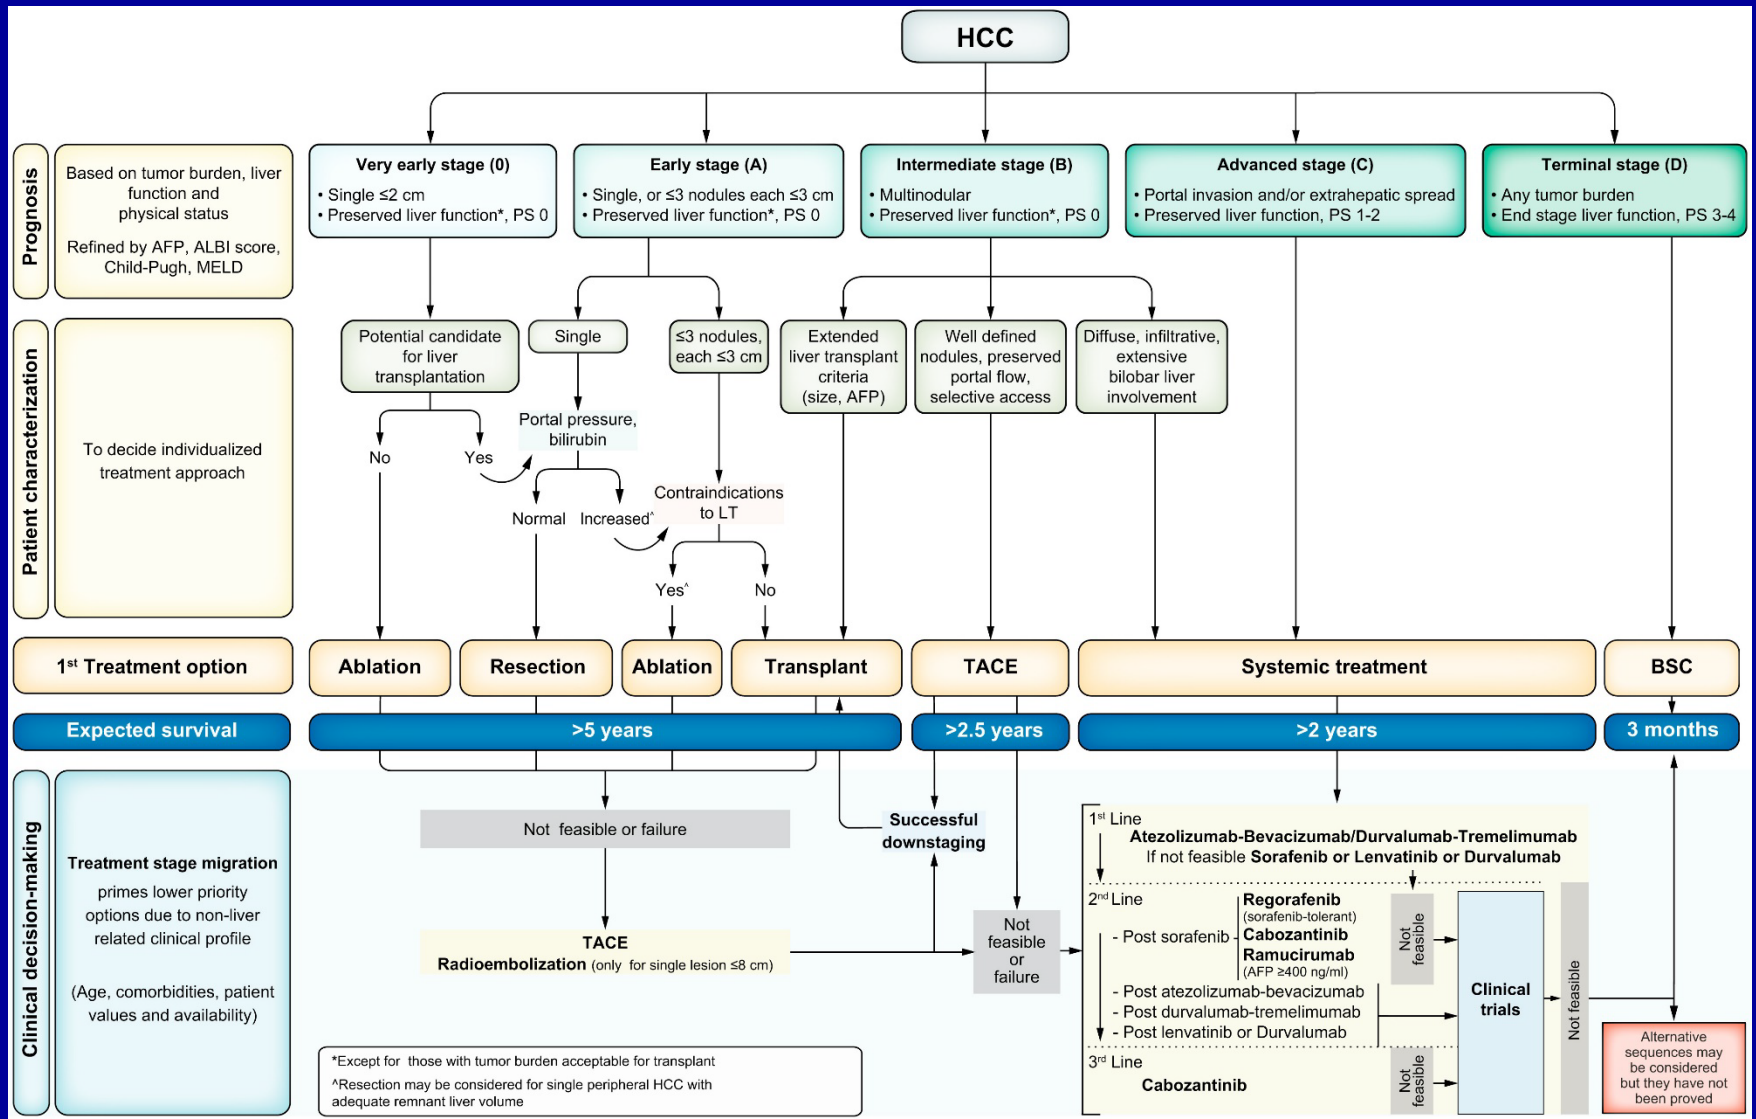 HCC
Prognosis
Based on tumor burden, liver
function and
physical status
Refined by AFP, ALBI score,
Child-Pugh, MELD
Very early stage (0)
• Single ≤2 cm
• Preserved liver function*, PS 0
Early stage (A)
• Single, or ≤3 nodules each ≤3 cm
• Preserved liver function*, PS 0
Intermediate stage (B)
• Multinodular
• Preserved liver function*, PS 0
Advanced stage (C)
• Portal invasion and/or extrahepatic spread
• Preserved liver function, PS 1-2
Terminal stage (D)
• Any tumor burden
• End stage liver function, PS 3-4
Patient characterization
To decide individualized
treatment approach
Potential candidate
for liver
transplantation
No
Yes
Single
Portal pressure,
bilirubin
Normal
Increased^
≤3 nodules,
each ≤3 cm
Contraindications
to LT
Yes^
No
Extended
liver transplant
criteria
(size, AFP)
Well defined
nodules, preserved
portal flow,
selective access
Diffuse, infiltrative,
extensive
bilobar liver
involvement
1st Treatment option
Ablation
Resection
Ablation
Transplant
TACE
Systemic treatment
BSC
Expected survival
>5 years
>2.5 years
>2 years
3 months
Clinical decision-making
Treatment stage migration
primes lower priority
options due to non-liver
related clinical profile
(Age, comorbidities, patient
values and availability)
Not feasible or failure
TACE
Radioembolization (only for single lesion ≤8 cm)
Successful
downstaging
Not
feasible
or
failure
1st Line
Atezolizumab-Bevacizumab/Durvalumab-Tremelimumab
If not feasible Sorafenib or Lenvatinib or Durvalumab
2nd Line
- Post sorafenib
Regorafenib
(sorafenib-tolerant)
Cabozantinib
Ramucirumab
(AFP ≥400 ng/ml)
- Post atezolizumab-bevacizumab
- Post durvalumab-tremelimumab
- Post lenvatinib or Durvalumab
3rd Line
Cabozantinib
Not
feasible
Not
feasible
Clinical
trials
Not feasible
Alternative
sequences may
be considered
but they have not
been proved
*Except for those with tumor burden acceptable for transplant
^Resection may be considered for single peripheral HCC with
adequate remnant liver volume